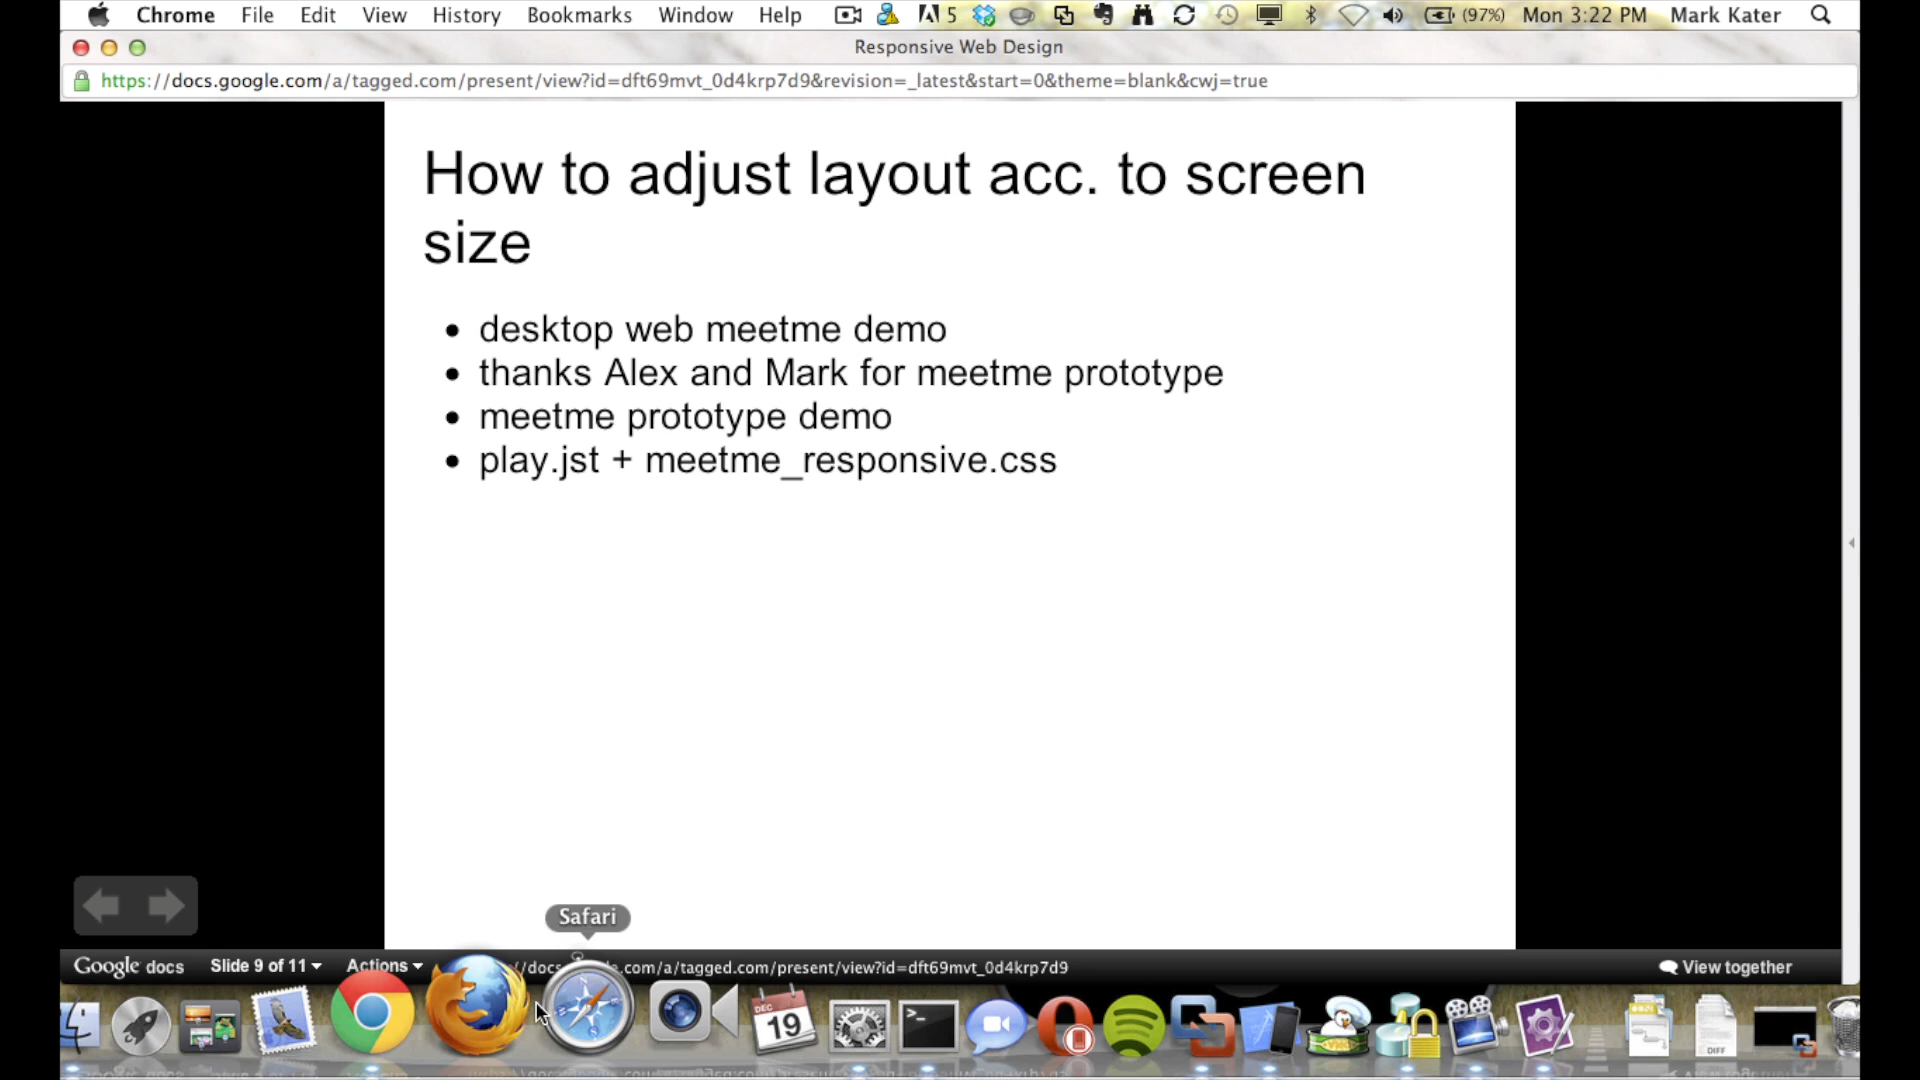 Chrome File Edit View History Bookmarks Window Help 5 (97%) Mon 3:22 PM Mark Kater
Responsive Web Design
https://docs.google.com/a/tagged.com/present/view?id=dft69mvt_0d4krp7d9&revision=_latest&start=0&theme=blank&cwj=true
How to adjust layout acc. to screen
size
• desktop web meetme demo
• thanks Alex and Mark for meetme prototype
• meetme prototype demo
• play.jst + meetme_responsive.css
Safari
Google docs Slide 9 of 11 Actions //docs. .com/a/tagged.com/present/view?id=dft69mvt_0d4krp7d9 View together
DEC
19
>_
DIFF